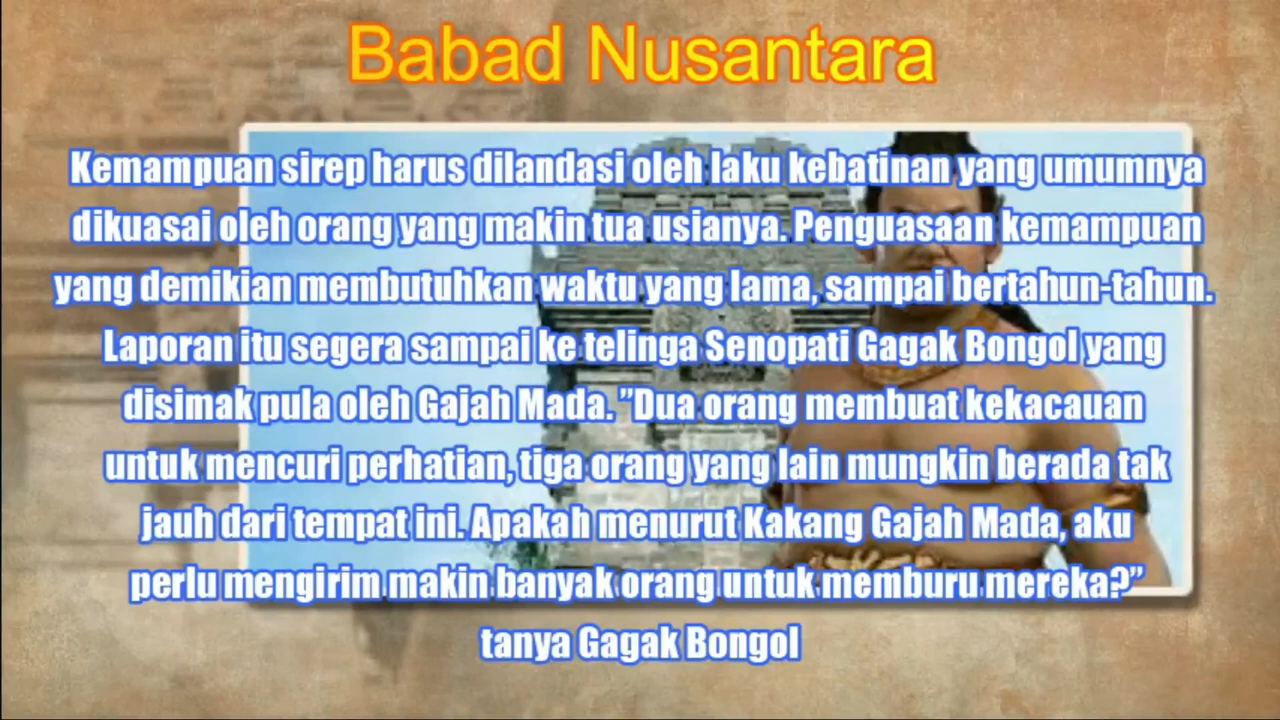 Babad Nusantara
Kemampuan sirep harus dilandasi oleh laku kebatinan yang umumnya
dikuasai oleh orang yang makin tua usianya. Penguasaan kemampuan
yang demikian membutuhkan waktu yang lama, sampai bertahun-tahun.
Laporan itu segera sampai ke telinga Senopati Gagak Bongol yang
disimak pula oleh Gajah Mada. ”Dua orang membuat kekacauan
untuk mencuri perhatian, tiga orang yang lain mungkin berada tak
jauh dari tempat ini. Apakah menurut Kakang Gajah Mada, aku
perlu mengirim makin banyak orang untuk memburu mereka?”
tanya Gagak Bongol